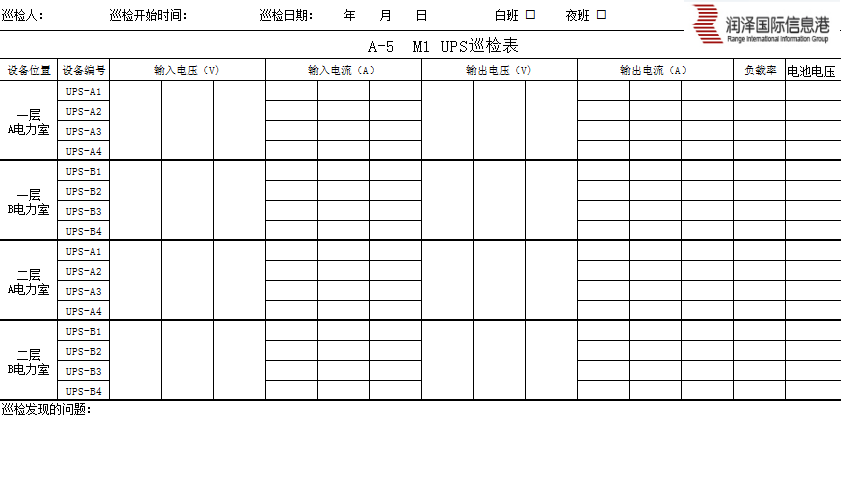 巡检人： 巡检开始时间： 巡检日期： 年 月 日 白班 □ 夜班 □
润泽国际信息港
Range International Information Group
A-5 M1 UPS巡检表
设备位置 设备编号 输入电压（V） 输入电流（A） 输出电压（V） 输出电流（A） 负载率 电池电压
一层
A电力室
UPS-A1
UPS-A2
UPS-A3
UPS-A4
一层
B电力室
UPS-B1
UPS-B2
UPS-B3
UPS-B4
二层
A电力室
UPS-A1
UPS-A2
UPS-A3
UPS-A4
二层
B电力室
UPS-B1
UPS-B2
UPS-B3
UPS-B4
巡检发现的问题：